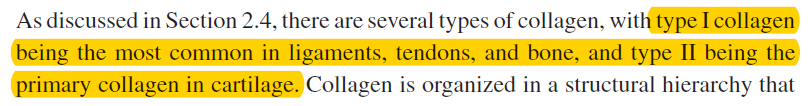 As discussed in Section 2.4, there are several types of collagen, with type I collagen
being the most common in ligaments, tendons, and bone, and type II being the
primary collagen in cartilage. Collagen is organized in a structural hierarchy that